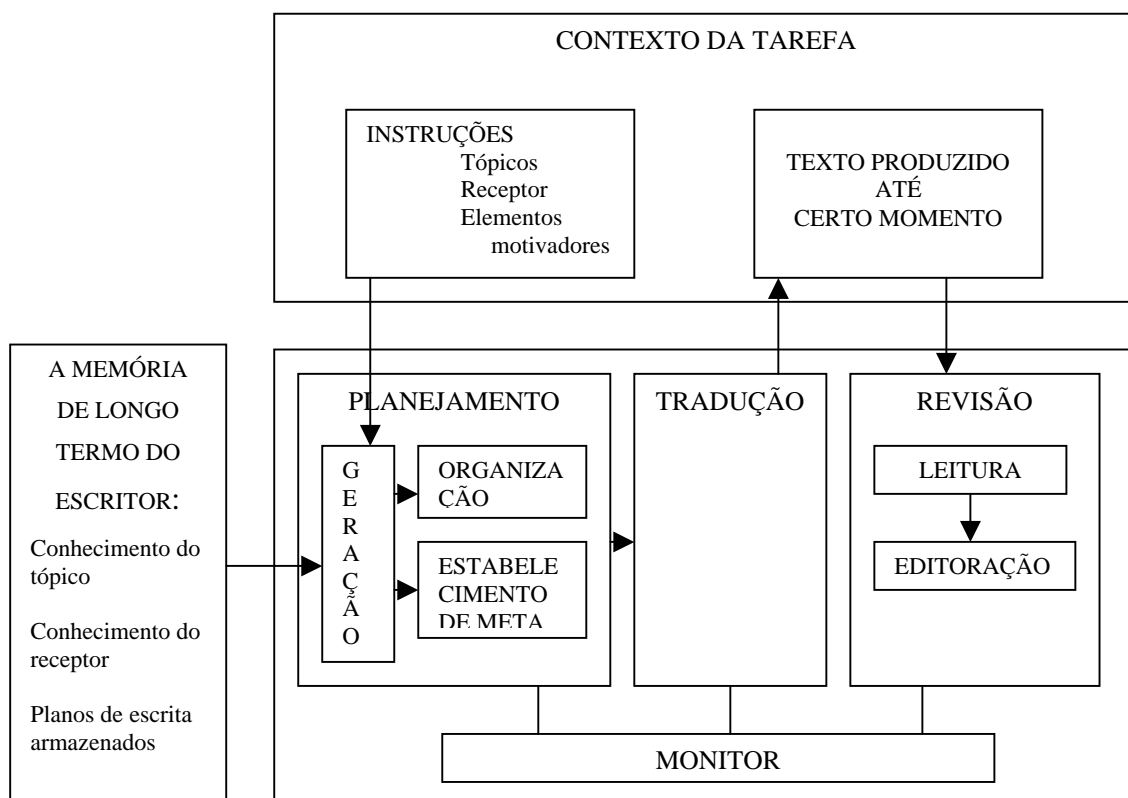 CONTEXTO DA TAREFA
INSTRUÇÕES
Tópicos
Receptor
Elementos
motivadores
TEXTO PRODUZIDO
ATÉ
CERTO MOMENTO
A MEMÓRIA
DE LONGO
TERMO DO
ESCRITOR:
Conhecimento do
tópico
Conhecimento do
receptor
Planos de escrita
armazenados
PLANEJAMENTO
G
E
R
A
Ç
Ã
O
ORGANIZA
ÇÃO
ESTABELE
CIMENTO
DE META
TRADUÇÃO
REVISÃO
LEITURA
EDITORAÇÃO
MONITOR